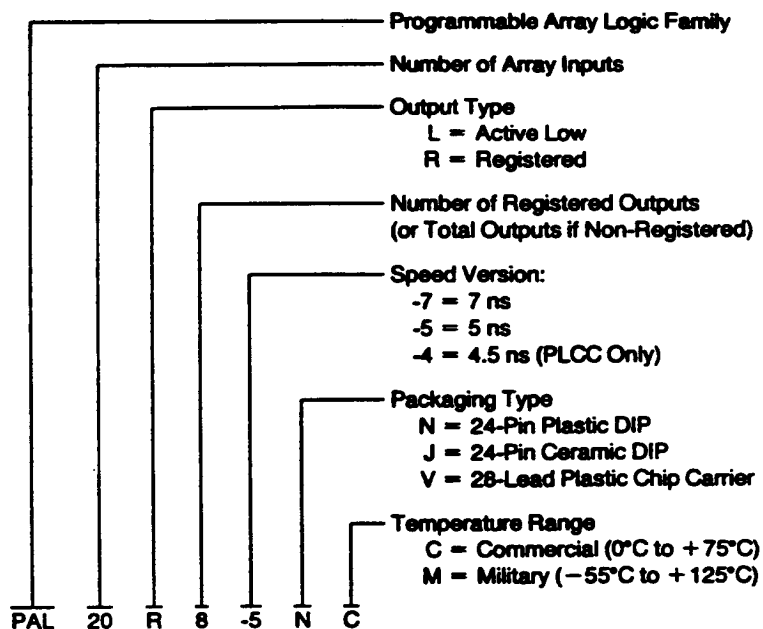 Programmable Array Logic Family
Number of Array Inputs
Output Type
L = Active Low
R = Registered
Number of Registered Outputs
(or Total Outputs if Non-Registered)
Speed Version:
-7 = 7 ns
-5 = 5 ns
-4 = 4.5 ns (PLCC Only)
Packaging Type
N = 24-Pin Plastic DIP
J = 24-Pin Ceramic DIP
V = 28-Lead Plastic Chip Carrier
Temperature Range
C = Commercial (0°C to +75°C)
M = Military (−55°C to +125°C)
PAL 20 R 8 -5 N C